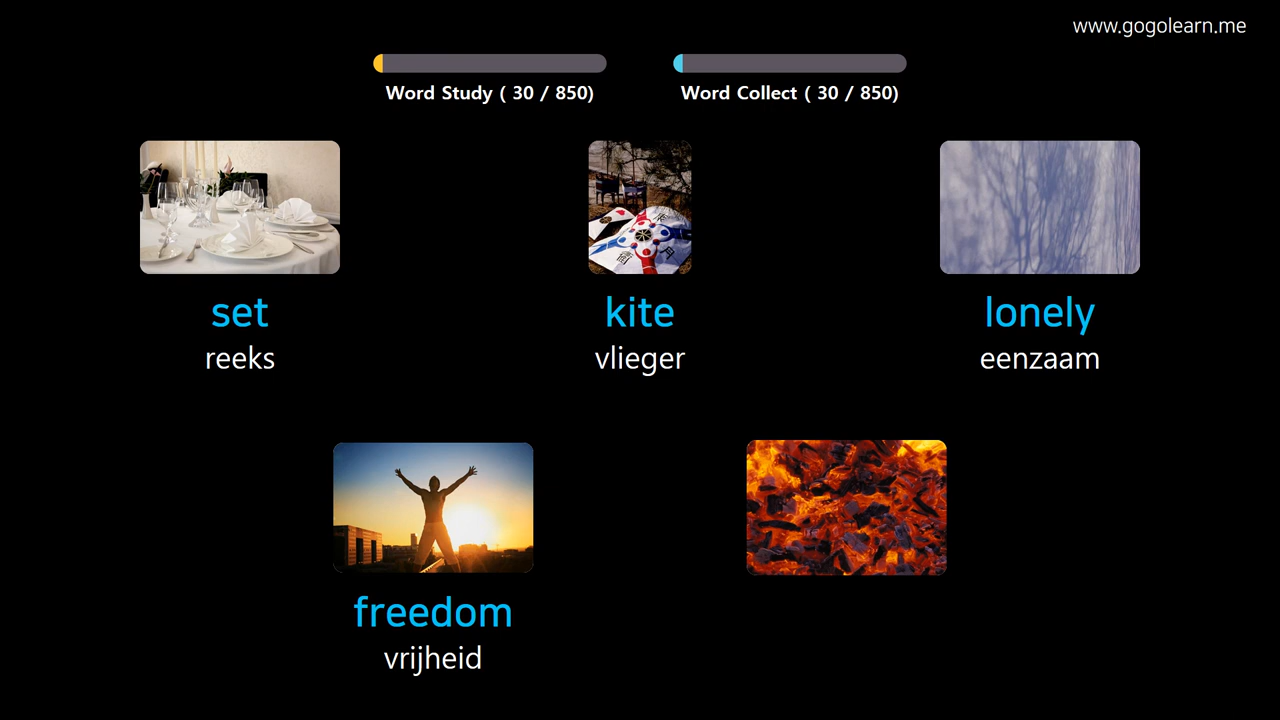 www.gogolearn.me
Word Study ( 30 / 850)
Word Collect ( 30 / 850)
set
reeks
kite
vlieger
lonely
eenzaam
freedom
vrijheid